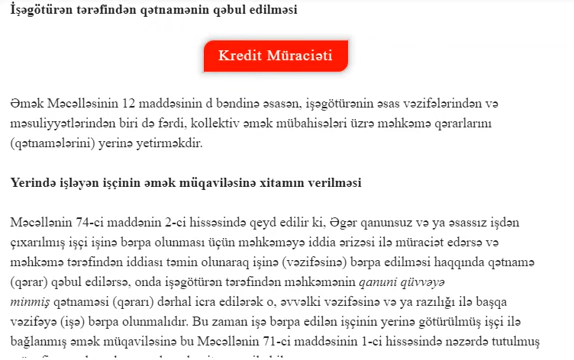 İşəgötürən tərəfindən qətnamənin qəbul edilməsi
Kredit Müraciəti
Əmək Məcəlləsinin 12 maddəsinin d bəndinə əsasən, işəgötürənin əsas vəzifələrindən və
məsuliyyətlərindən biri də fərdi, kollektiv əmək mübahisələri üzrə məhkəmə qərarlarını
(qətnamələrini) yerinə yetirməkdir.
Yerində işləyən işçinin əmək müqaviləsinə xitamın verilməsi
Məcəllənin 74-ci maddənin 2-ci hissəsində qeyd edilir ki, Əgər qanunsuz və ya əsassız işdən
çıxarılmış işçi işinə bərpa olunması üçün məhkəməyə iddia ərizəsi ilə müraciət edərsə və
məhkəmə tərəfindən iddiası təmin olunaraq işinə (vəzifəsinə) bərpa edilməsi haqqında qətnamə
(qərar) qəbul edilərsə, onda işəgötürən tərəfindən məhkəmənin qanuni qüvvəyə
minmiş qətnaməsi (qərarı) dərhal icra edilərək o, əvvəlki vəzifəsinə və ya razılığı ilə başqa
vəzifəyə (işə) bərpa olunmalıdır. Bu zaman işə bərpa edilən işçinin yerinə götürülmüş işçi ilə
bağlanmış əmək müqaviləsinə bu Məcəllənin 71-ci maddəsinin 1-ci hissəsində nəzərdə tutulmuş